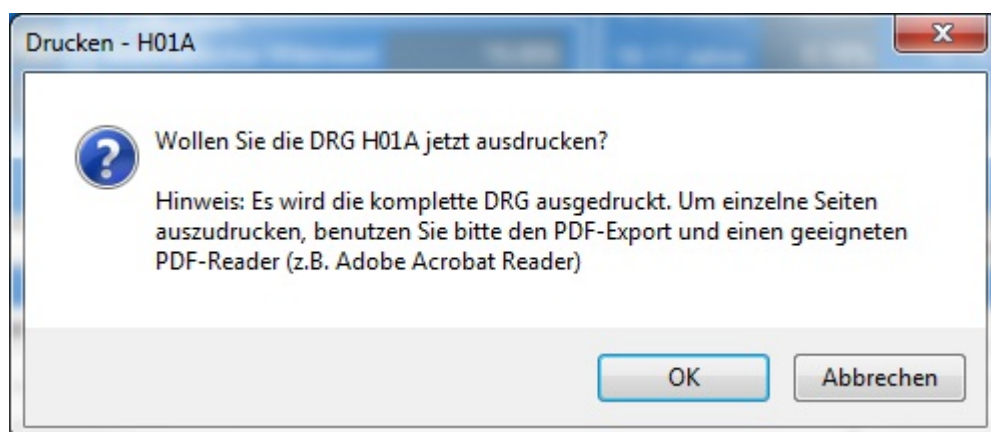 Drucken - H01A
Wollen Sie die DRG H01A jetzt ausdrucken?
Hinweis: Es wird die komplette DRG ausgedruckt. Um einzelne Seiten
auszudrucken, benutzen Sie bitte den PDF-Export und einen geeigneten
PDF-Reader (z.B. Adobe Acrobat Reader)
OK
Abbrechen